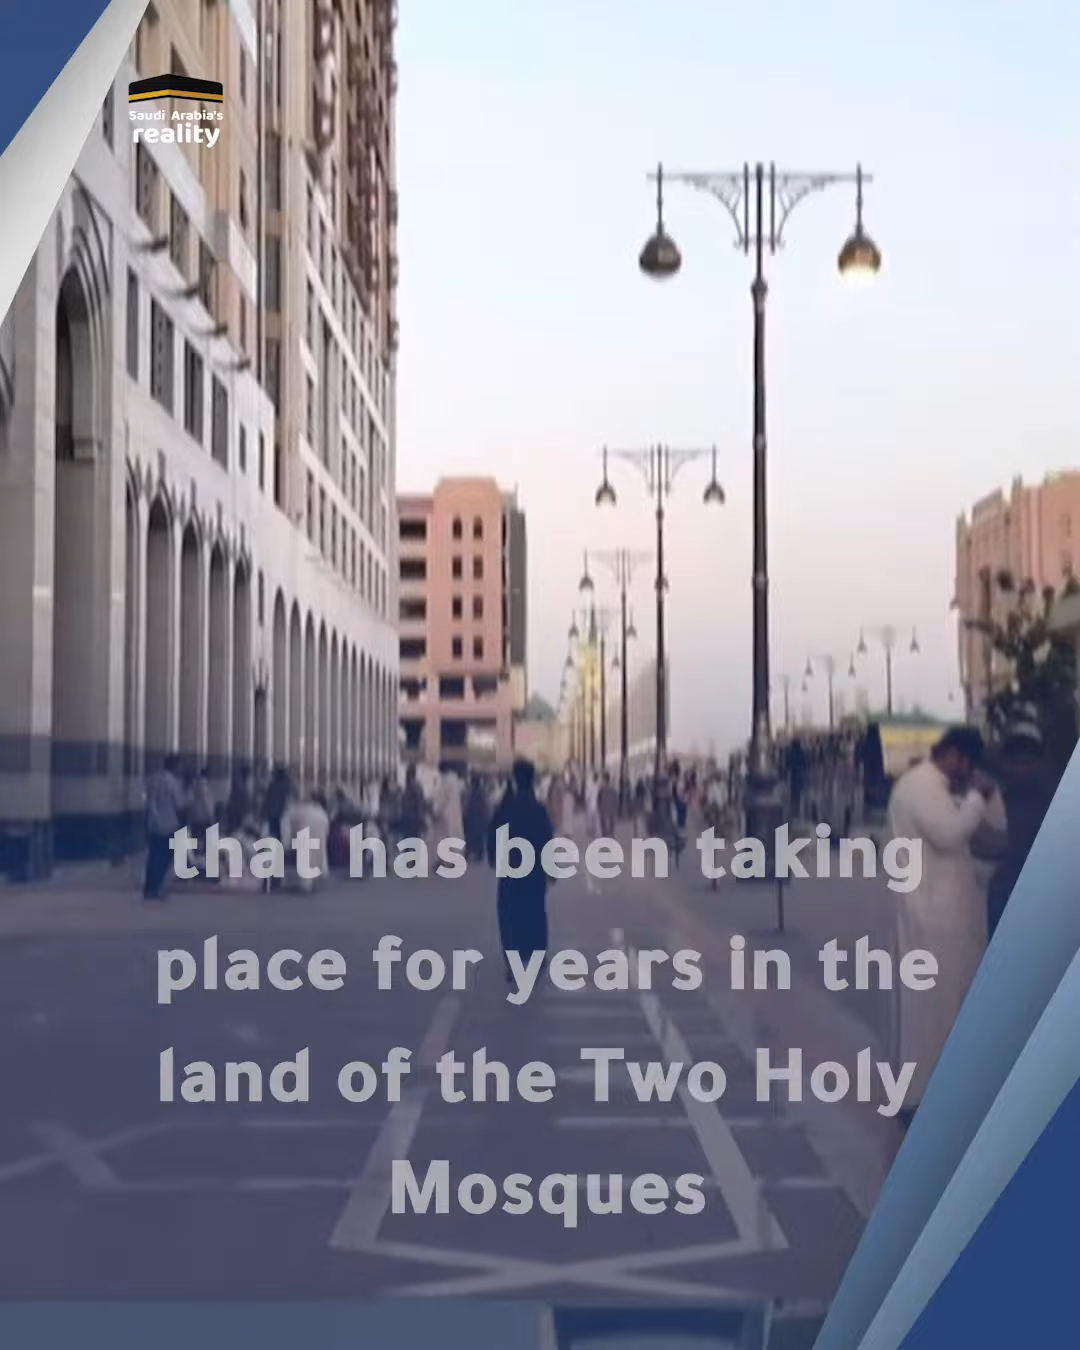 Saudi Arabia's
reality
that has been taking
place for years in the
land of the Two Holy
Mosques